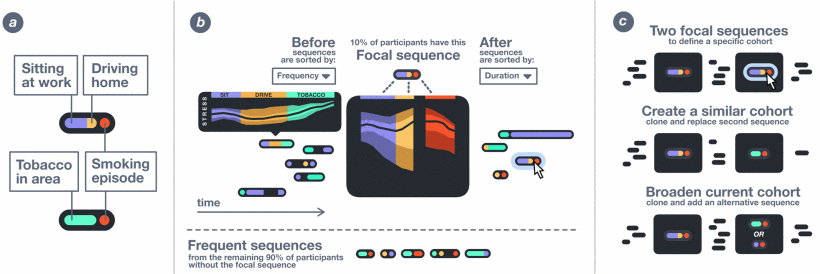 a
Sitting
at work
Driving
home
Tobacco
in area
Smoking
episode
b
Before
sequences
are sorted by:
Frequency
10% of participants have this
Focal sequence
After
sequences
are sorted by:
Duration
STRESS
SIT
DRIVE
TOBACCO
time
Frequent sequences
from the remaining 90% of participants
without the focal sequence
c
Two focal sequences
to define a specific cohort
Create a similar cohort
clone and replace second sequence
Broaden current cohort
clone and add an alternative sequence
OR